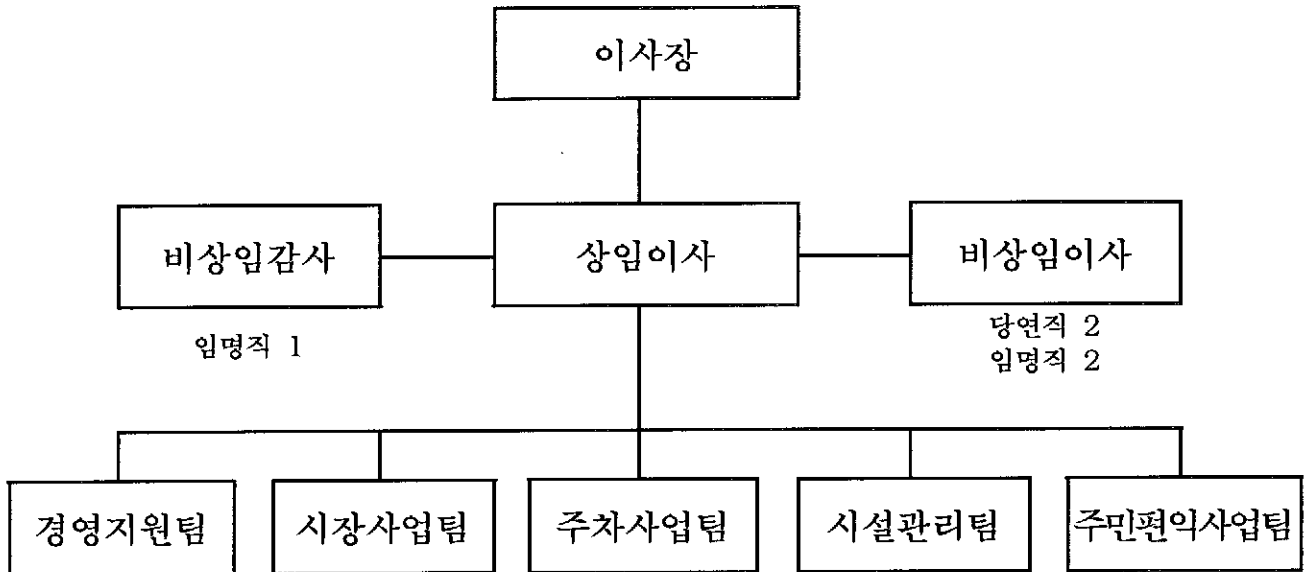 이사장
비상임감사
상임이사
비상임이사
임명직 1
당연직 2
임명직 2
경영지원팀
시장사업팀
주차사업팀
시설관리팀
주민편익사업팀